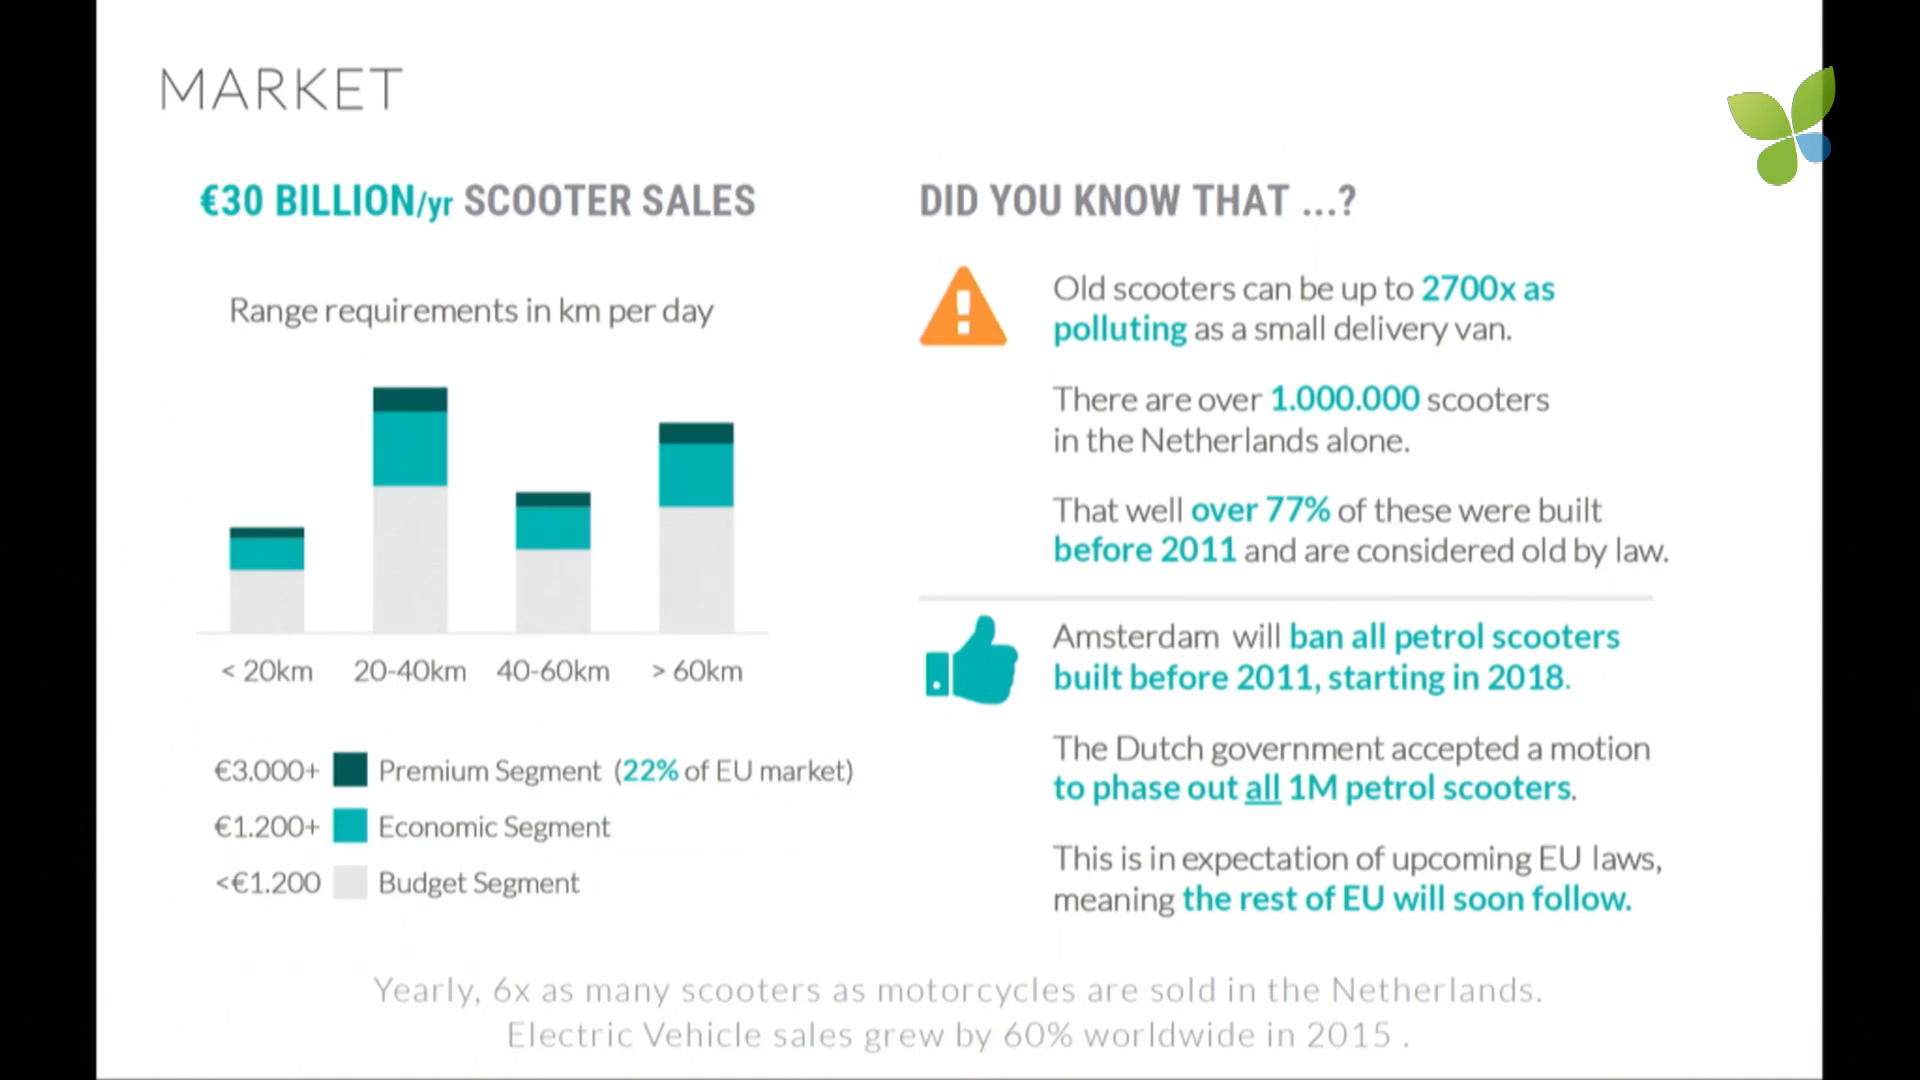 MARKET
€30 BILLION/yr SCOOTER SALES
Range requirements in km per day
< 20km 20-40km 40-60km > 60km
€3.000+ Premium Segment (22% of EU market)
€1.200+ Economic Segment
<€1.200 Budget Segment
DID YOU KNOW THAT ...?
Old scooters can be up to 2700x as
polluting as a small delivery van.
There are over 1.000.000 scooters
in the Netherlands alone.
That well over 77% of these were built
before 2011 and are considered old by law.
Amsterdam will ban all petrol scooters
built before 2011, starting in 2018.
The Dutch government accepted a motion
to phase out all 1M petrol scooters.
This is in expectation of upcoming EU laws,
meaning the rest of EU will soon follow.
Yearly, 6x as many scooters as motorcycles are sold in the Netherlands.
Electric Vehicle sales grew by 60% worldwide in 2015 .